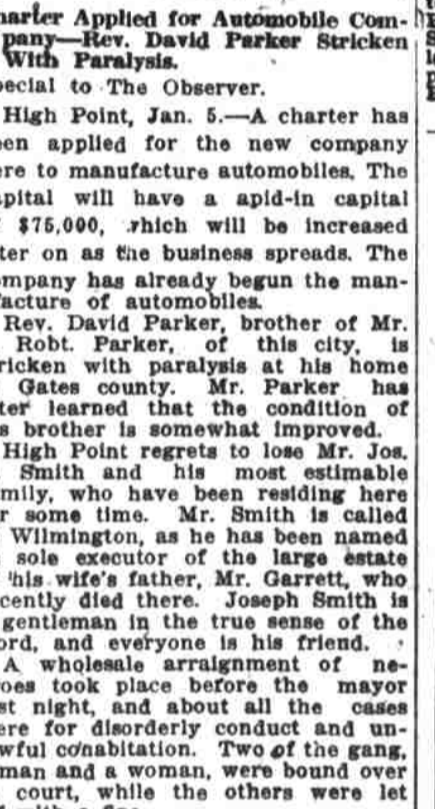 harter Applied for Automobile Com-
pany—Rev. David Parker Stricken
With Paralysis.
pecial to The Observer.
High Point, Jan. 5.—A charter has
en applied for the new company
ere to manufacture automobiles. The
apital will have a apid-in capital
$75,000, which will be increased
ter on as the business spreads. The
ompany has already begun the man-
facture of automobiles.
Rev. David Parker, brother of Mr.
Robt. Parker, of this city, is
ricken with paralysis at his home
Gates county. Mr. Parker has
ter learned that the condition of
s brother is somewhat improved.
High Point regrets to lose Mr. Jos.
Smith and his most estimable
mily, who have been residing here
r some time. Mr. Smith is called
Wilmington, as he has been named
sole executor of the large estate
his wife's father, Mr. Garrett, who
cently died there. Joseph Smith is
gentleman in the true sense of the
ord, and everyone is his friend.
A wholesale arraignment of ne-
oes took place before the mayor
st night, and about all the cases
ere for disorderly conduct and un-
wful cohabitation. Two of the gang,
man and a woman, were bound over
court, while the others were let